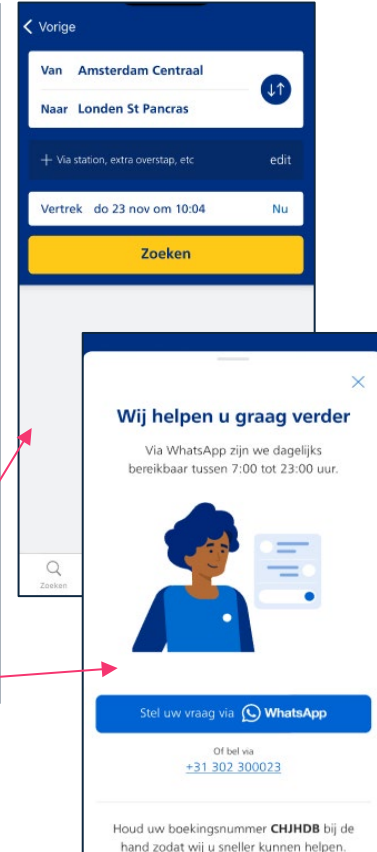 Vorige
Van Amsterdam Centraal
Naar Londen St Pancras
+ Via station, extra overstap, etc edit
Vertrek do 23 nov om 10:04 Nu
Zoeken
Zoeken
Wij helpen u graag verder
Via WhatsApp zijn we dagelijks
bereikbaar tussen 7:00 tot 23:00 uur.
Stel uw vraag via WhatsApp
Of bel via
+31 302 300023
Houd uw boekingsnummer CHJHDB bij de
hand zodat wij u sneller kunnen helpen.